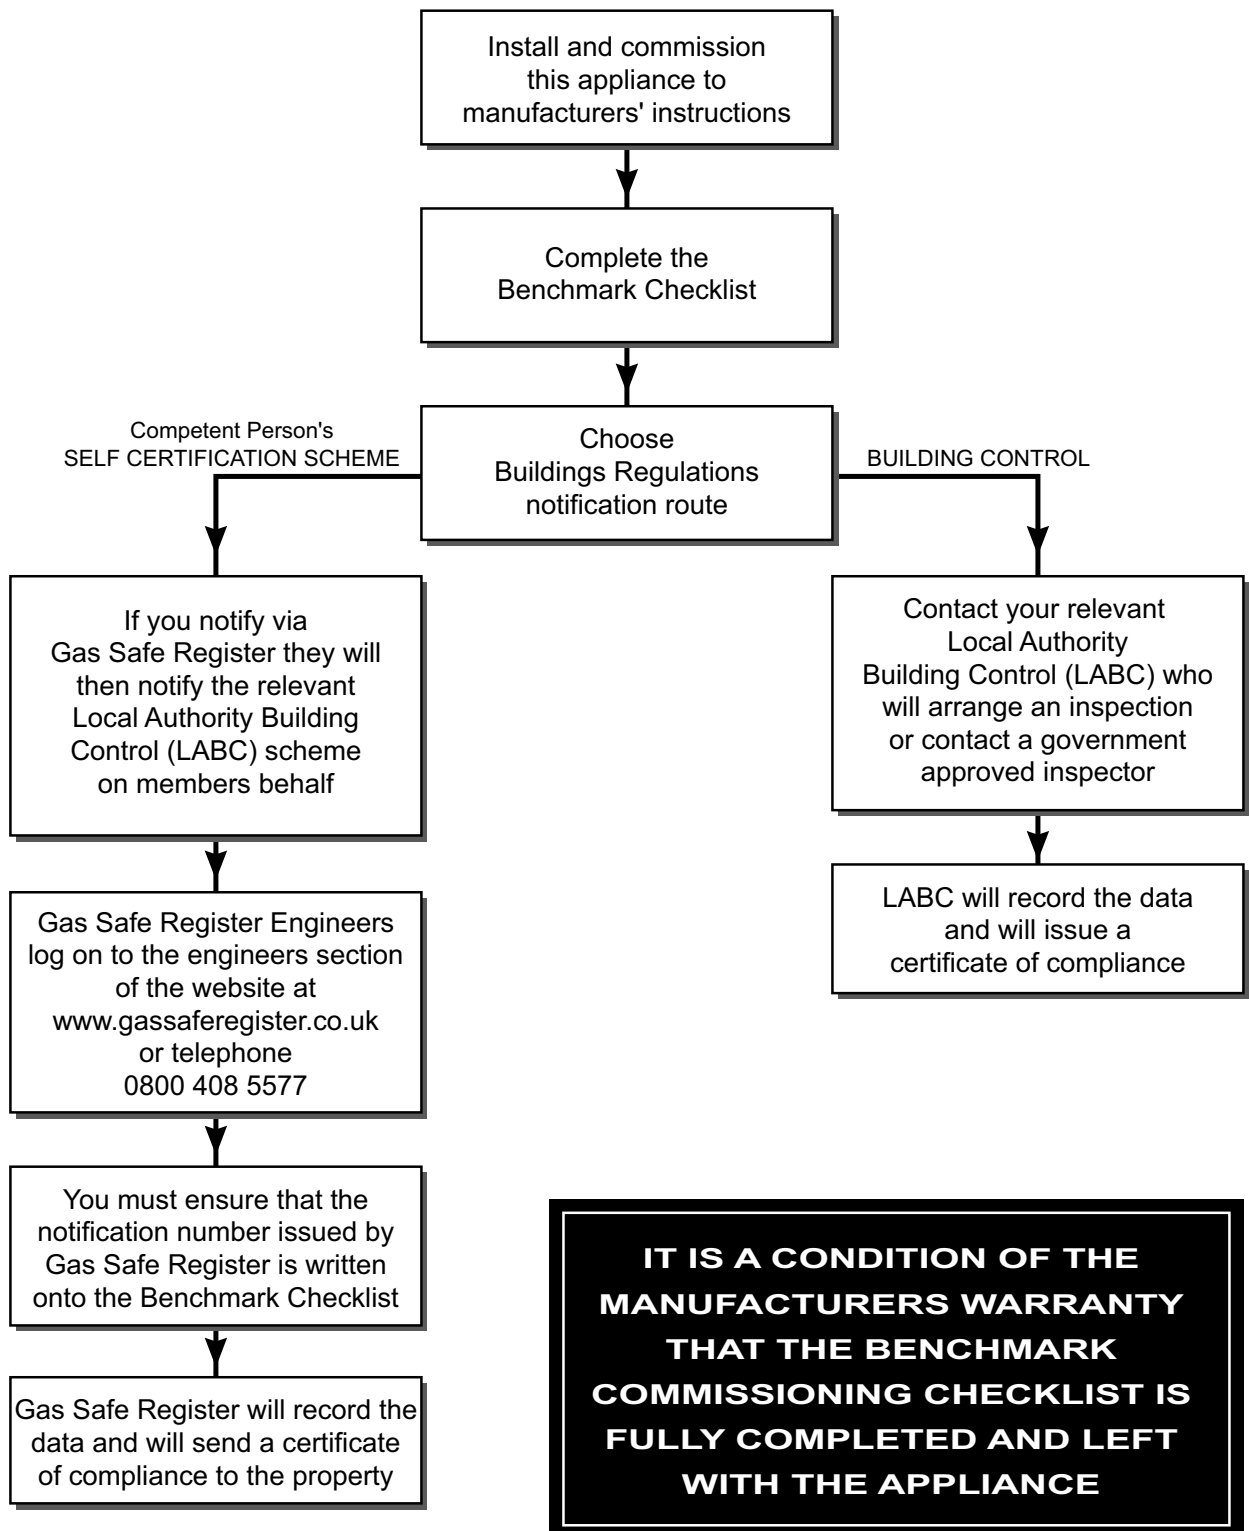 Install and commission
this appliance to
manufacturers' instructions
Complete the
Benchmark Checklist
Choose
Buildings Regulations
notification route
Competent Person's
SELF CERTIFICATION SCHEME
BUILDING CONTROL
If you notify via
Gas Safe Register they will
then notify the relevant
Local Authority Building
Control (LABC) scheme
on members behalf
Gas Safe Register Engineers
log on to the engineers section
of the website at
www.gassaferegister.co.uk
or telephone
0800 408 5577
You must ensure that the
notification number issued by
Gas Safe Register is written
onto the Benchmark Checklist
Gas Safe Register will record the
data and will send a certificate
of compliance to the property
Contact your relevant
Local Authority
Building Control (LABC) who
will arrange an inspection
or contact a government
approved inspector
LABC will record the data
and will issue a
certificate of compliance
IT IS A CONDITION OF THE
MANUFACTURERS WARRANTY
THAT THE BENCHMARK
COMMISSIONING CHECKLIST IS
FULLY COMPLETED AND LEFT
WITH THE APPLIANCE